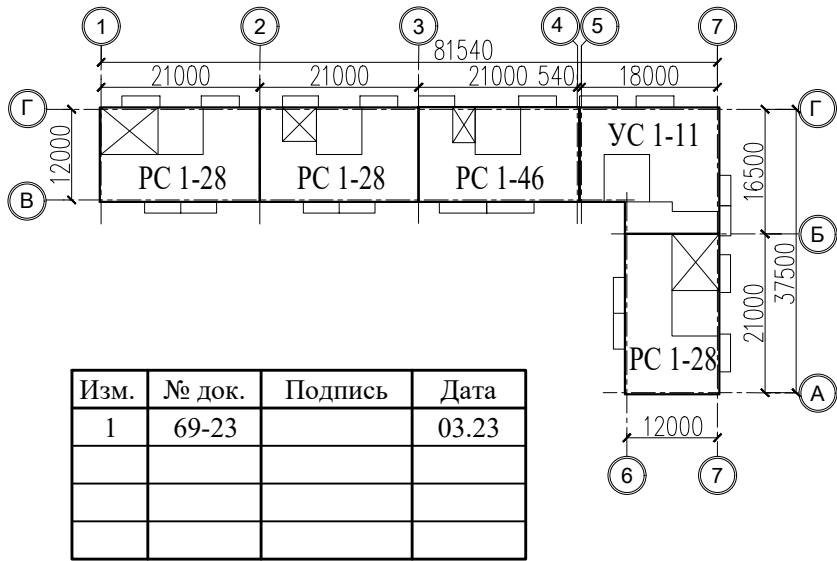 1 2 3 4 5 7
81540
21000 21000 21000 540 18000
Г Г
12000
16500
УС 1-11
РС 1-28 РС 1-28 РС 1-46
В
Б
37500
21000
РС 1-28
А
12000
6 7
Изм. № док. Подпись Дата
1 69-23 03.23